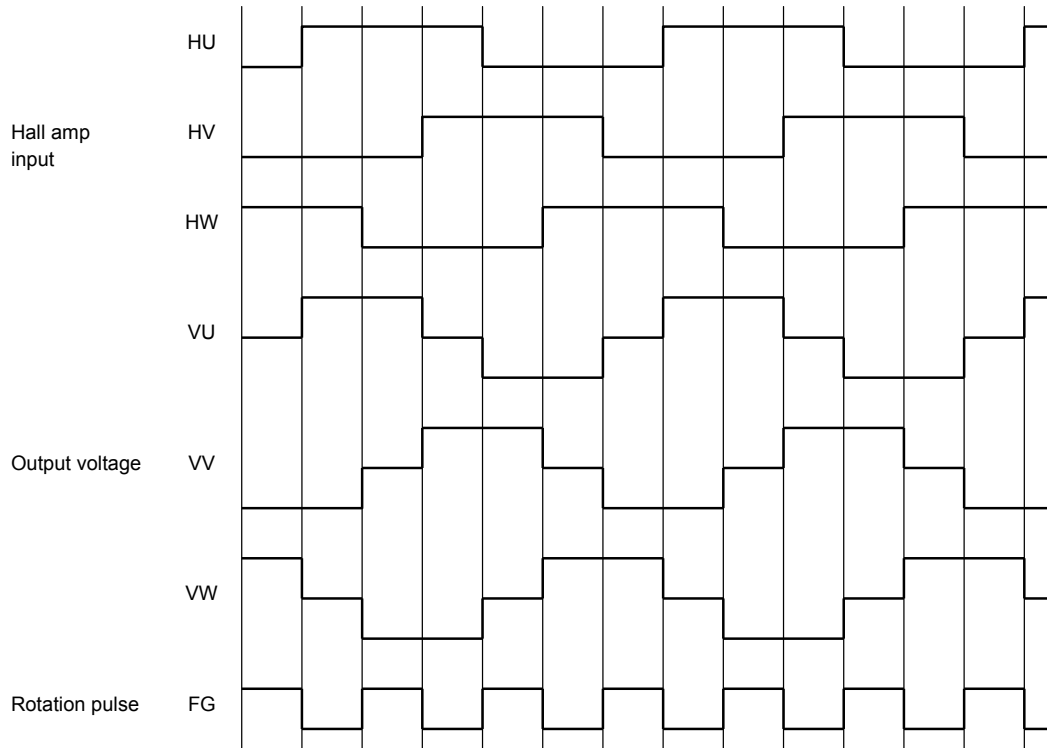 HU
Hall amp
input
HV
HW
VU
Output voltage
VV
VW
Rotation pulse
FG